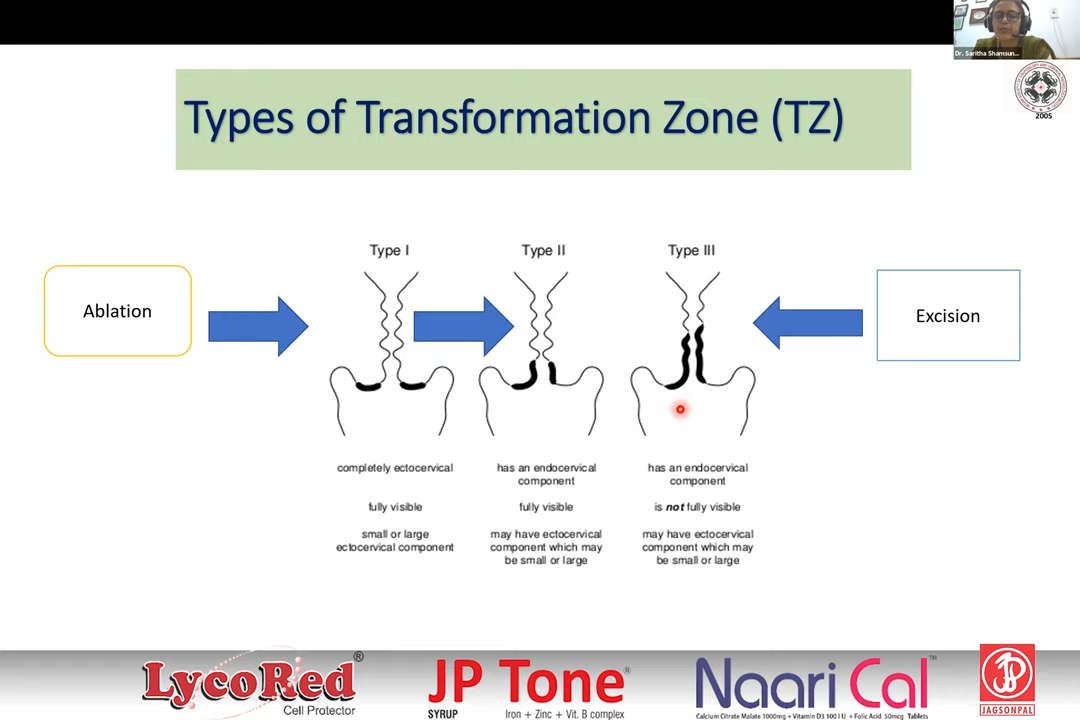 Dr. Saritha Shamsun...
2005
Types of Transformation Zone (TZ)
Ablation
Type I
Type II
Type III
Excision
completely ectocervical
fully visible
small or large
ectocervical component
has an endocervical
component
fully visible
may have ectocervical
component which may
be small or large
has an endocervical
component
is not fully visible
may have ectocervical
component which may
be small or large
LycoRed®
Cell Protector
JP Tone®
SYRUP Iron + Zinc + Vit. B complex
Naari Cal™
Calcium Citrate Malate 1000mg + Vitamin D3 100 I U + Folic Acid 50mcg Tablets
JAGSONPAL